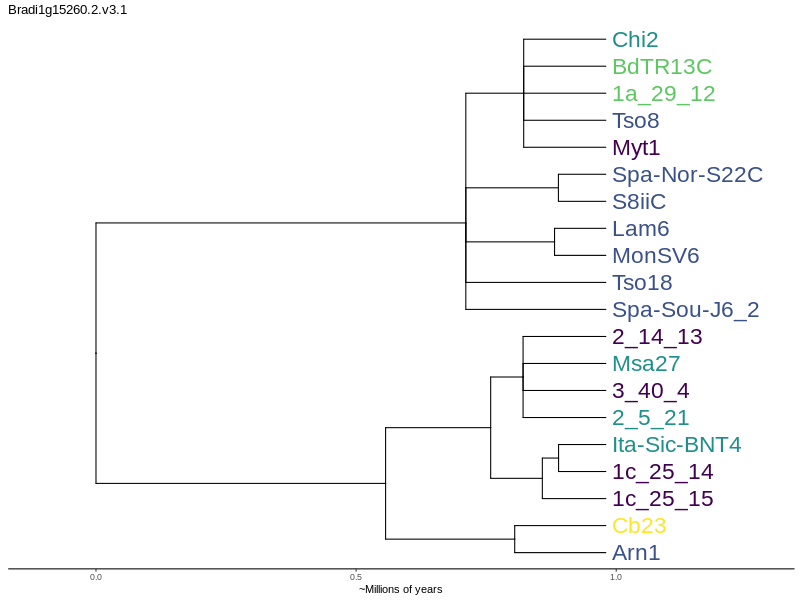 Bradi1g15260.2.v3.1
Chi2
BdTR13C
1a_29_12
Tso8
Myt1
Spa-Nor-S22C
S8iiC
Lam6
MonSV6
Tso18
Spa-Sou-J6_2
2_14_13
Msa27
3_40_4
2_5_21
Ita-Sic-BNT4
1c_25_14
1c_25_15
Cb23
Arn1
0.0 0.5 1.0
~Millions of years